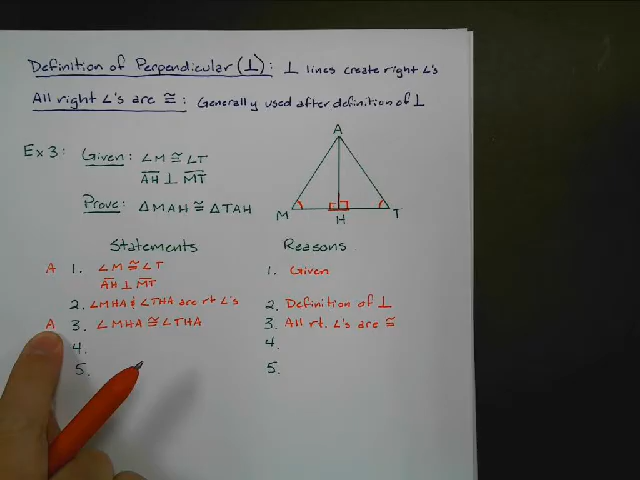 Definition of Perpendicular (⊥): ⊥ lines create right ∠'s
All right ∠'s are ≅: Generally used after definition of ⊥
Ex 3: Given: ∠M ≅ ∠T
AH ⊥ MT
Prove: △MAH ≅ △TAH
A
M H T
Statements Reasons
A 1. ∠M ≅ ∠T 1. Given
AH ⊥ MT
2. ∠MHA & ∠THA are rt ∠'s 2. Definition of ⊥
A 3. ∠MHA ≅ ∠THA 3. All rt. ∠'s are ≅
4. 4.
5. 5.